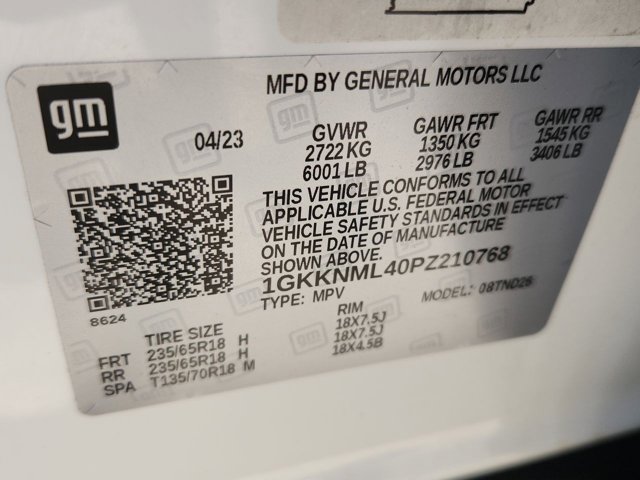 gm
MFD BY GENERAL MOTORS LLC
04/23
GVWR
2722 KG
6001 LB
GAWR FRT
1350 KG
2976 LB
GAWR RR
1545 KG
3406 LB
THIS VEHICLE CONFORMS TO ALL
APPLICABLE U.S. FEDERAL MOTOR
VEHICLE SAFETY STANDARDS IN EFFECT
ON THE DATE OF MANUFACTURE
SHOWN ABOVE.
1GKKNML40PZ210768
TYPE: MPV
MODEL: 08TND26
8624
TIRE SIZE
RIM
FRT 235/65R18 H 18X7.5J
RR 235/65R18 H 18X7.5J
SPA T135/70R18 M 18X4.5B